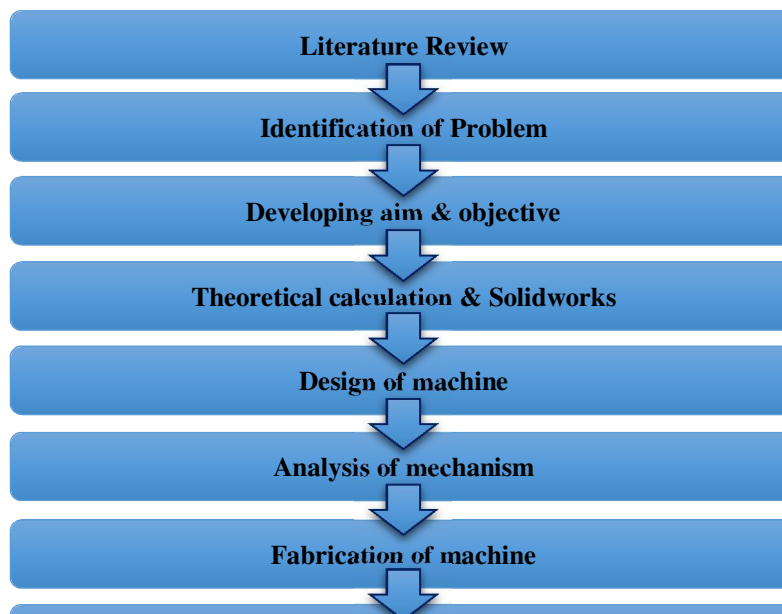 Literature Review
Identification of Problem
Developing aim & objective
Theoretical calculation & Solidworks
Design of machine
Analysis of mechanism
Fabrication of machine